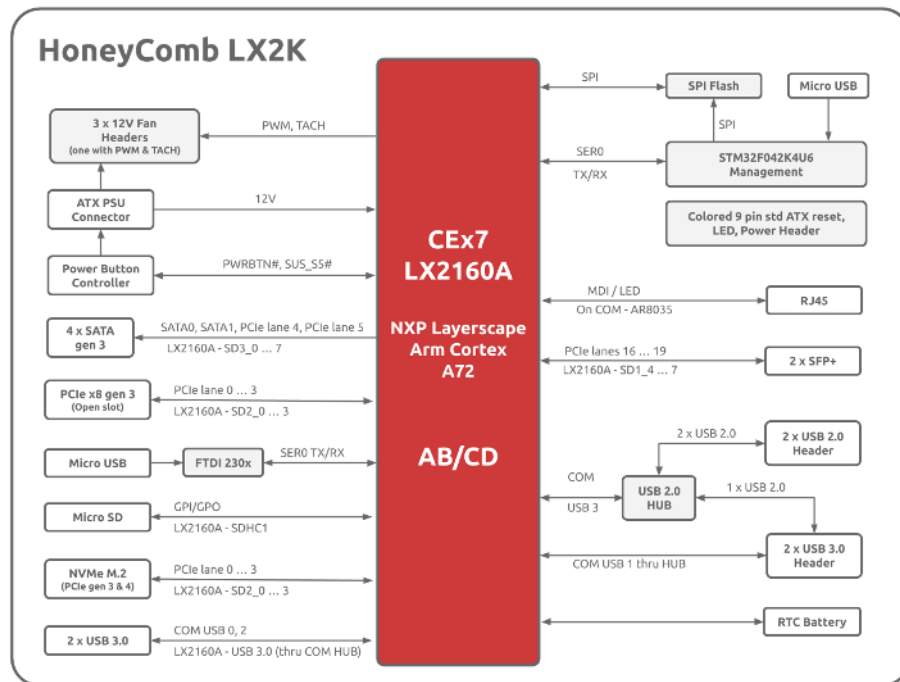 HoneyComb LX2K
3 x 12V Fan
Headers
(one with PWM & TACH)
PWM, TACH
ATX PSU
Connector
12V
Power Button
Controller
PWRBTN#, SUS_S5#
4 x SATA
gen 3
SATA0, SATA1, PCIe lane 4, PCIe lane 5
LX2160A - SD3_0 ... 7
PCIe x8 gen 3
(Open slot)
PCIe lane 0 ... 3
LX2160A - SD2_0 ... 3
Micro USB
FTDI 230x
SER0 TX/RX
Micro SD
GPI/GPO
LX2160A - SDHC1
NVMe M.2
(PCIe gen 3 & 4)
PCIe lane 0 ... 3
LX2160A - SD2_0 ... 3
2 x USB 3.0
COM USB 0, 2
LX2160A - USB 3.0 (thru COM HUB)
CEx7
LX2160A
NXP Layerscape
Arm Cortex
A72
AB/CD
SPI
SPI Flash
Micro USB
SPI
SER0
TX/RX
STM32F042K4U6
Management
Colored 9 pin std ATX reset,
LED, Power Header
MDI / LED
On COM - AR8035
RJ45
PCIe lanes 16 ... 19
LX2160A - SD1_4 ... 7
2 x SFP+
2 x USB 2.0
2 x USB 2.0
Header
COM
USB 3
USB 2.0
HUB
1 x USB 2.0
COM USB 1 thru HUB
2 x USB 3.0
Header
RTC Battery